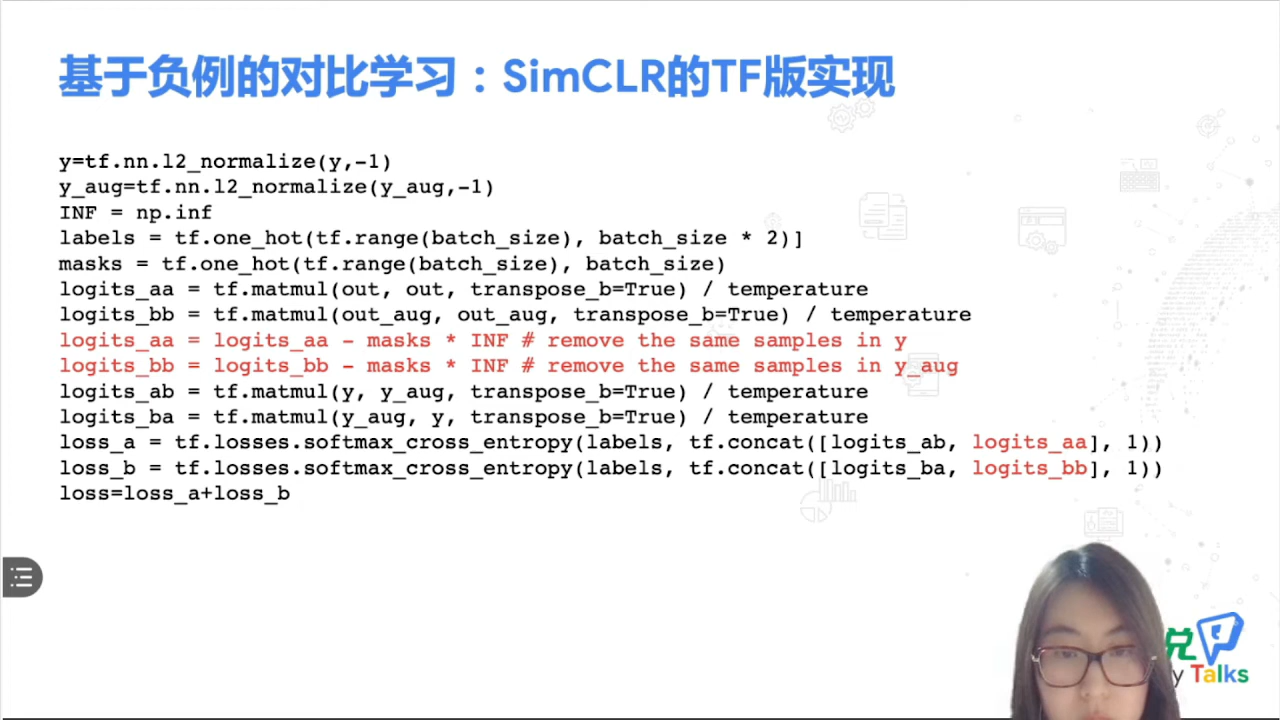 基于负例的对比学习：SimCLR的TF版实现
y=tf.nn.l2_normalize(y,-1)
y_aug=tf.nn.l2_normalize(y_aug,-1)
INF = np.inf
labels = tf.one_hot(tf.range(batch_size), batch_size * 2)]
masks = tf.one_hot(tf.range(batch_size), batch_size)
logits_aa = tf.matmul(out, out, transpose_b=True) / temperature
logits_bb = tf.matmul(out_aug, out_aug, transpose_b=True) / temperature
logits_aa = logits_aa - masks * INF # remove the same samples in y
logits_bb = logits_bb - masks * INF # remove the same samples in y_aug
logits_ab = tf.matmul(y, y_aug, transpose_b=True) / temperature
logits_ba = tf.matmul(y_aug, y, transpose_b=True) / temperature
loss_a = tf.losses.softmax_cross_entropy(labels, tf.concat([logits_ab, logits_aa], 1))
loss_b = tf.losses.softmax_cross_entropy(labels, tf.concat([logits_ba, logits_bb], 1))
loss=loss_a+loss_b
兑
y Talks